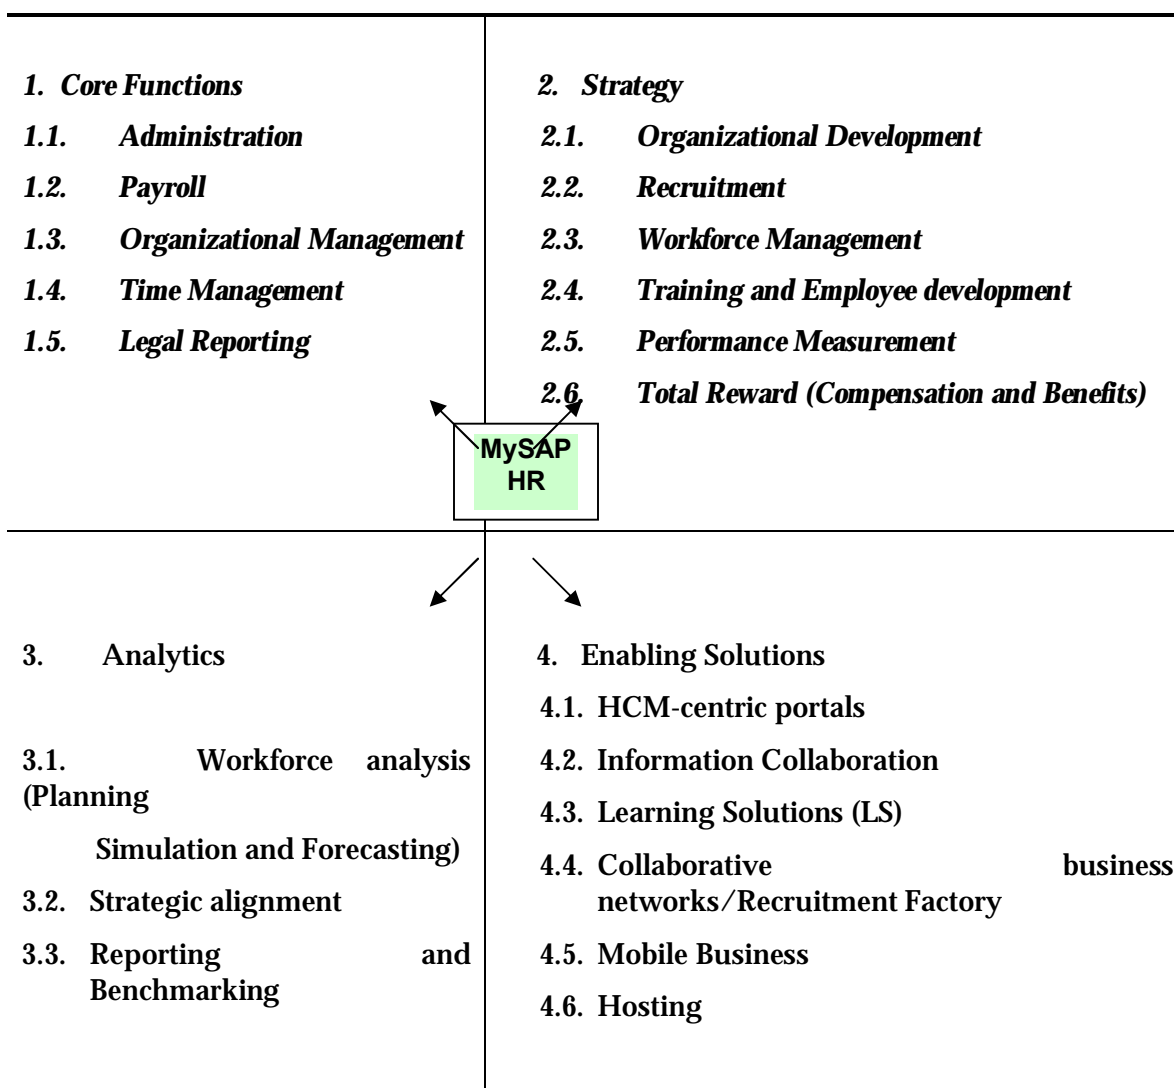 1. Core Functions
1.1. Administration
1.2. Payroll
1.3. Organizational Management
1.4. Time Management
1.5. Legal Reporting
2. Strategy
2.1. Organizational Development
2.2. Recruitment
2.3. Workforce Management
2.4. Training and Employee development
2.5. Performance Measurement
2.6. Total Reward (Compensation and Benefits)
MySAP
HR
3. Analytics
3.1. Workforce analysis
(Planning
Simulation and Forecasting)
3.2. Strategic alignment
3.3. Reporting and
Benchmarking
4. Enabling Solutions
4.1. HCM-centric portals
4.2. Information Collaboration
4.3. Learning Solutions (LS)
4.4. Collaborative business
networks/Recruitment Factory
4.5. Mobile Business
4.6. Hosting